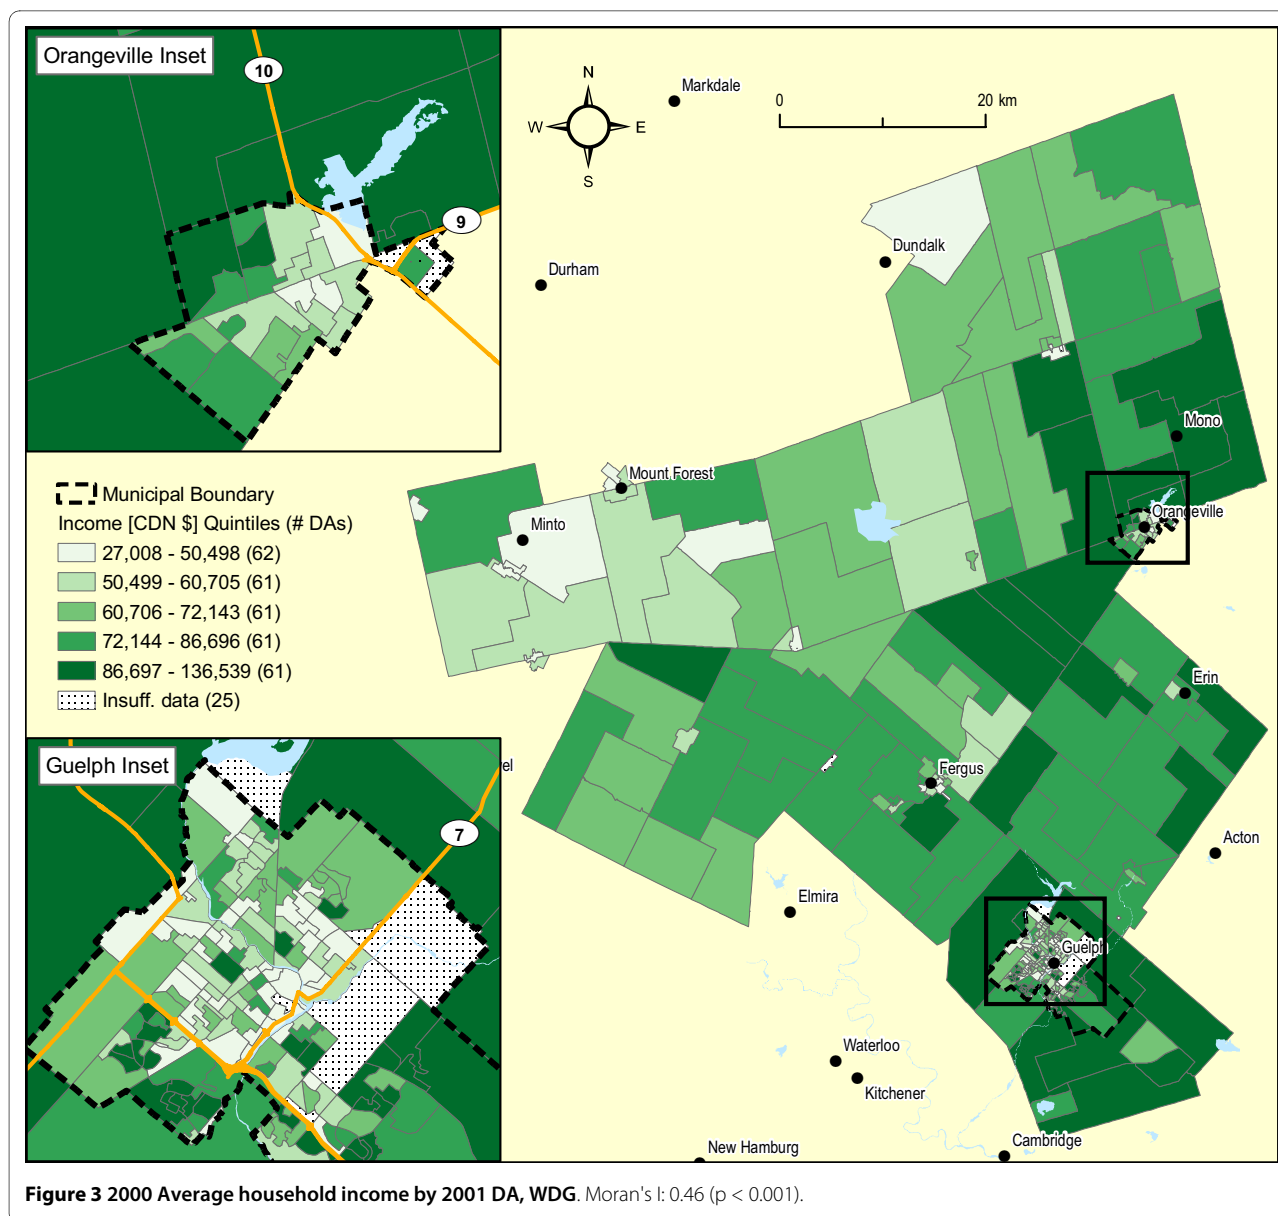 Orangeville Inset
10
9
N
W E
S
Markdale
0 20 km
Dundalk
Durham
Mono
Mount Forest
Minto
Orangeville
Municipal Boundary
Income [CDN $] Quintiles (# DAs)
27,008 - 50,498 (62)
50,499 - 60,705 (61)
60,706 - 72,143 (61)
72,144 - 86,696 (61)
86,697 - 136,539 (61)
Insuff. data (25)
Erin
Guelph Inset
7
el
Fergus
Acton
Elmira
Guelph
Waterloo
Kitchener
New Hamburg
Cambridge
Figure 3 2000 Average household income by 2001 DA, WDG. Moran's I: 0.46 (p < 0.001).